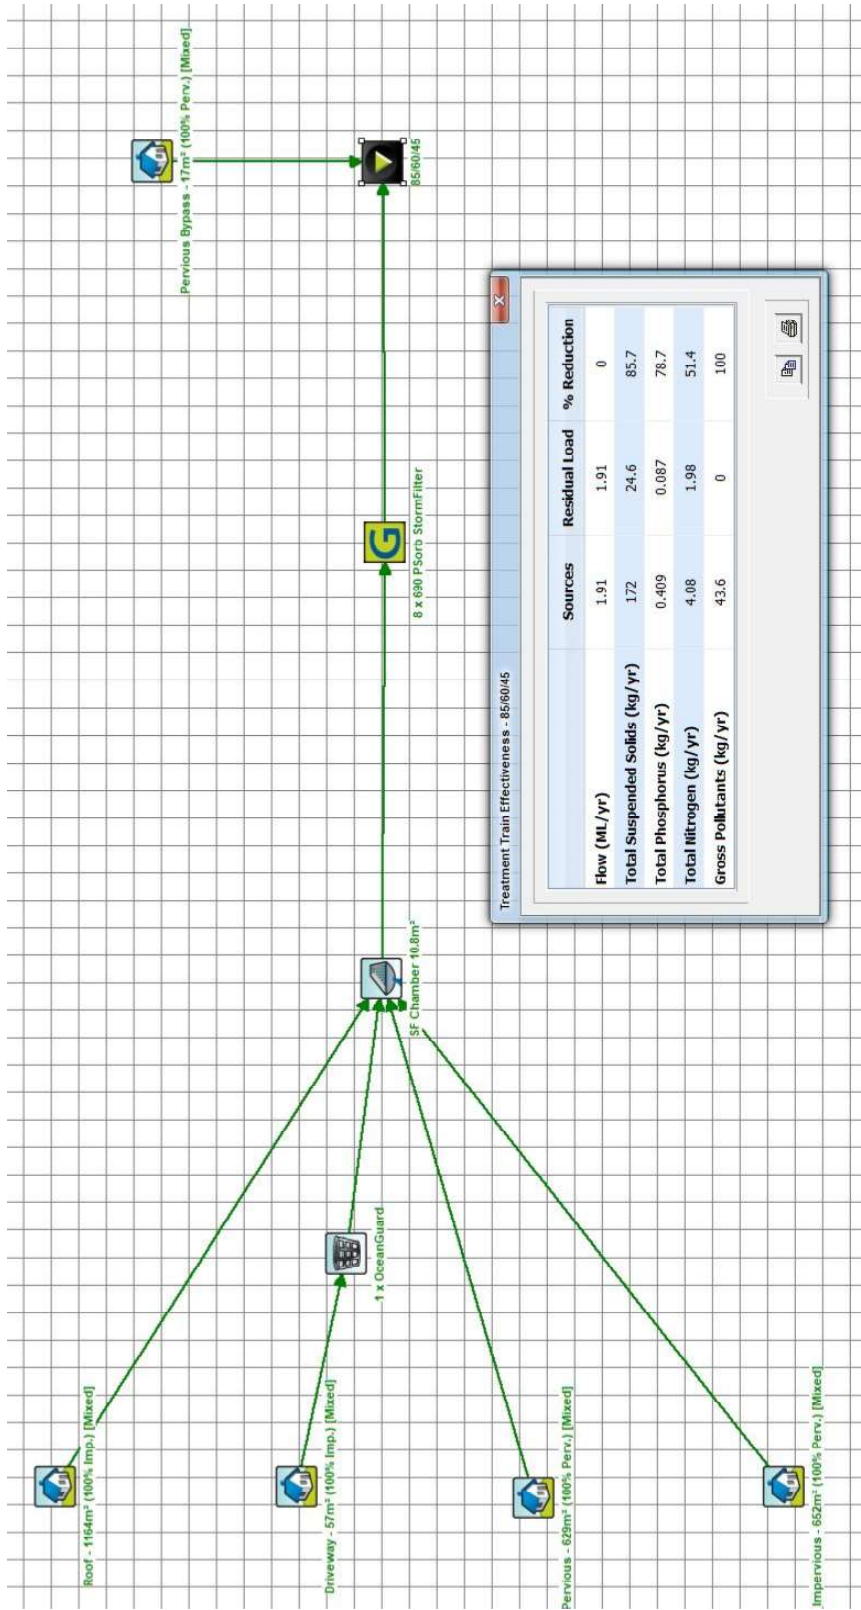 Roof - 1164m² (100% Imp.) [Mixed]
Driveway - 57m² (100% Imp.) [Mixed]
Pervious - 629m² (100% Perv.) [Mixed]
Impervious - 652m² (100% Perv.) [Mixed]
1 x OceanGuard
SF Chamber 10.8m²
8 x 690 PSorb StormFilter
Pervious Bypass - 17m² (100% Perv.) [Mixed]
85/60/45
Treatment Train Effectiveness - 85/60/45
X
Sources Residual Load % Reduction
Flow (ML/yr) 1.91 1.91 0
Total Suspended Solids (kg/yr) 172 24.6 85.7
Total Phosphorus (kg/yr) 0.409 0.087 78.7
Total Nitrogen (kg/yr) 4.08 1.98 51.4
Gross Pollutants (kg/yr) 43.6 0 100
G